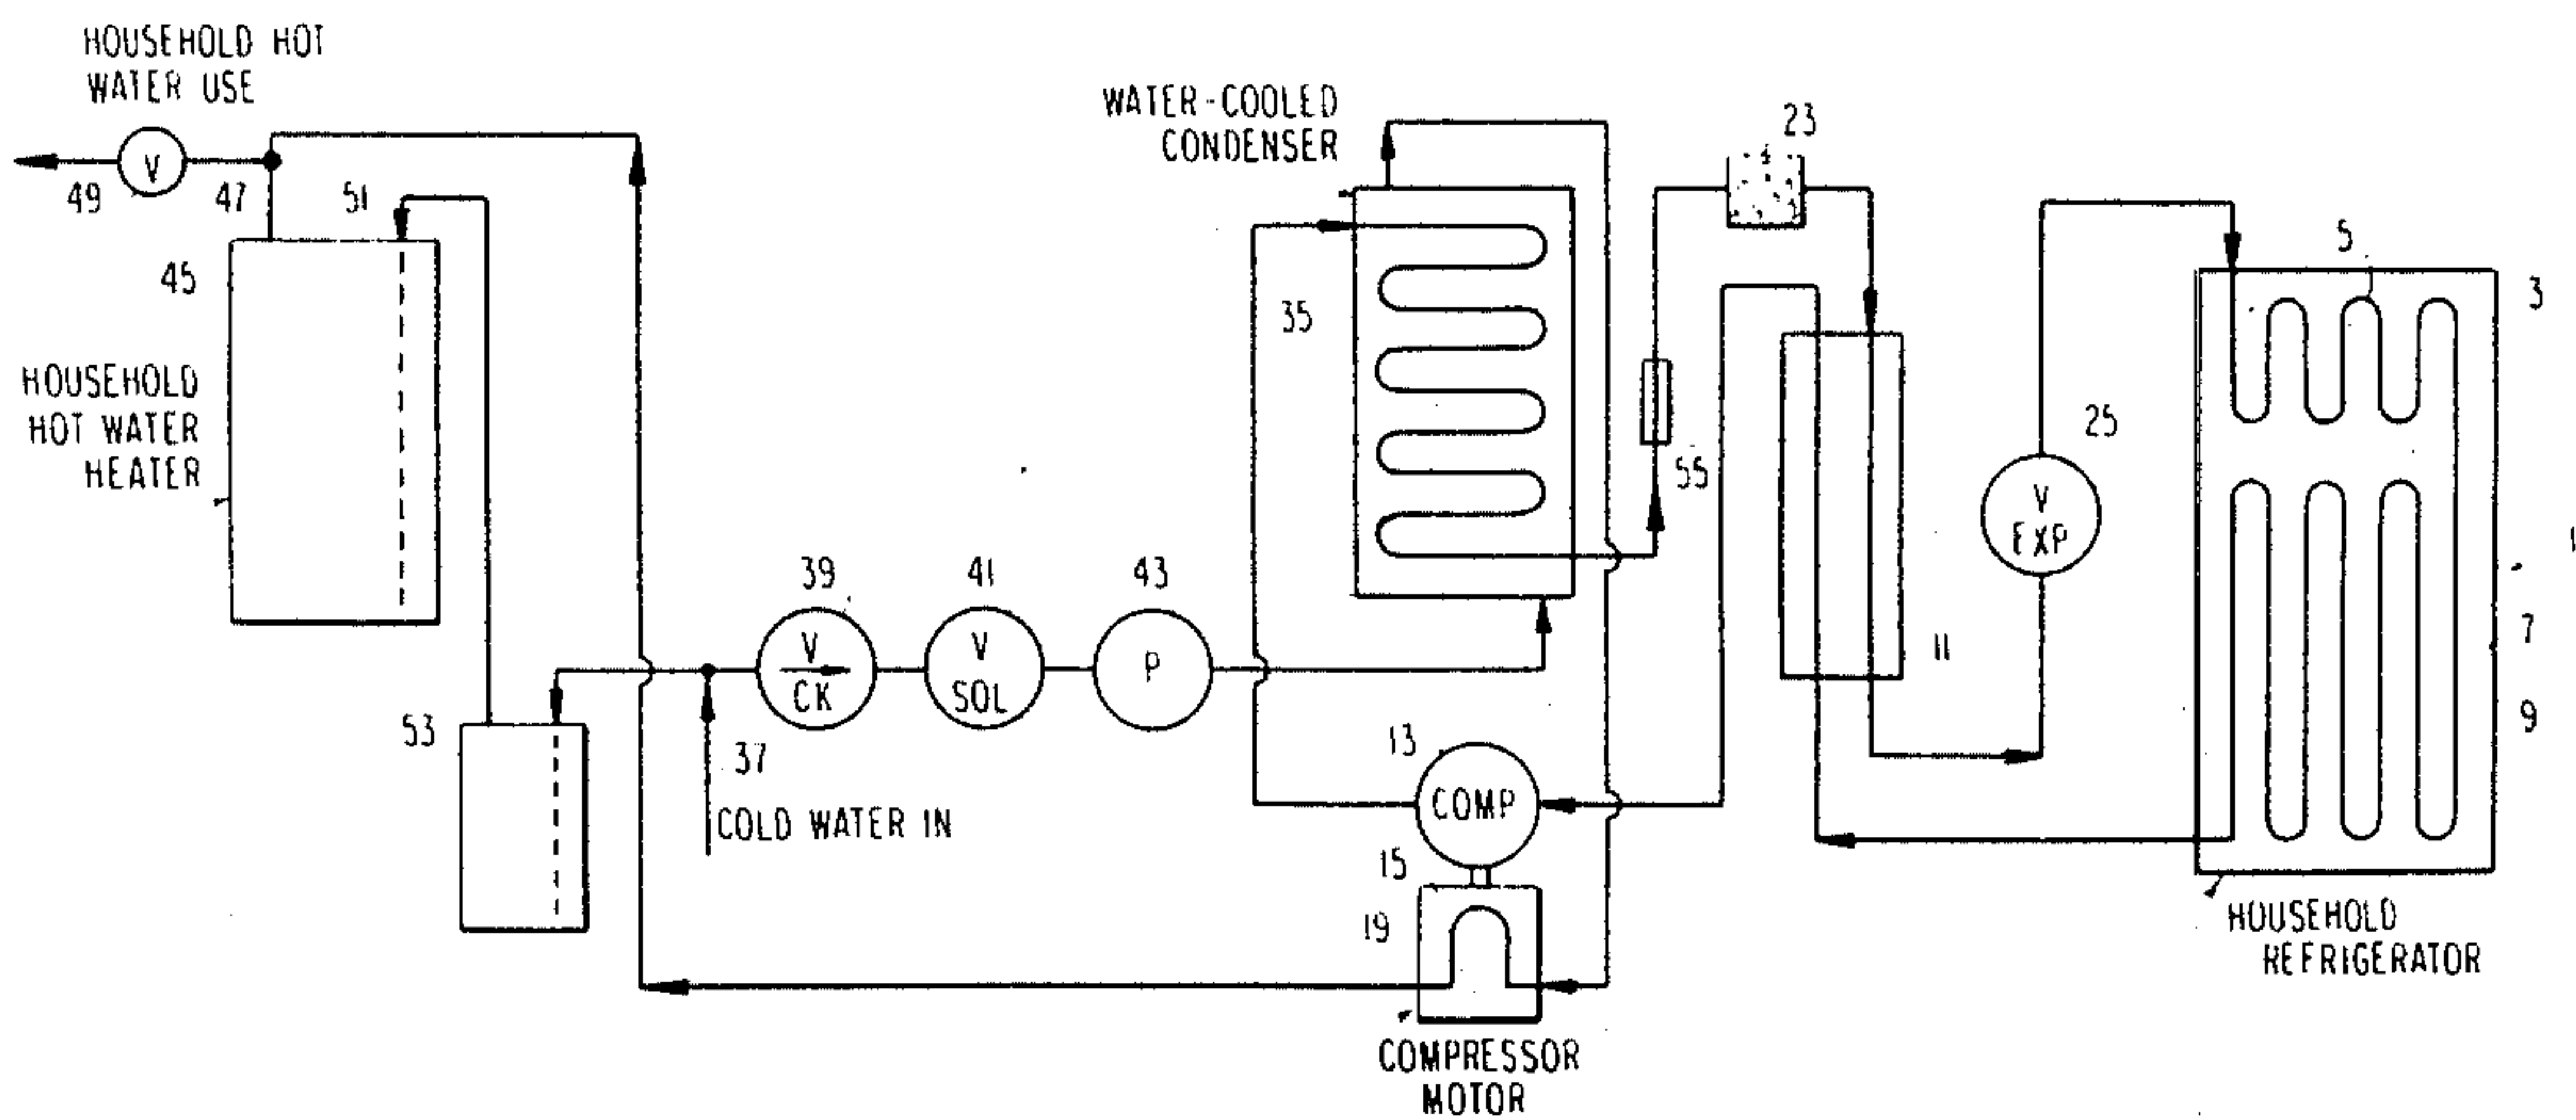 HOUSEHOLD HOT
WATER USE
V
49
47
51
45
HOUSEHOLD
HOT WATER
HEATER
53
37
COLD WATER IN
39
V
CK
41
V
SOL
43
P
WATER-COOLED
CONDENSER
35
13
COMP
15
19
COMPRESSOR
MOTOR
23
55
11
25
V
EXP
5
3
1
7
9
HOUSEHOLD
REFRIGERATOR